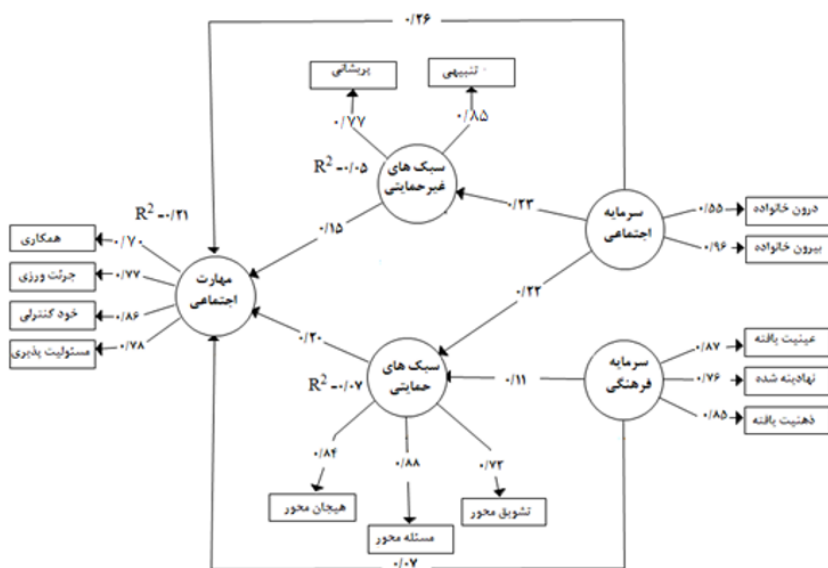 ۰/۲۶
پریشانی
تنبیهی
۰/۷۷
۰/۸۵
سبک های
غیرحمایتی
R² =۰/۰۵
سرمایه
اجتماعی
۰/۲۳
۰/۵۵
درون خانواده
۰/۹۶
بیرون خانواده
R² =۰/۲۱
۰/۱۵
همکاری
۰/۷۰
جرئت ورزی
۰/۷۷
خود کنترلی
۰/۸۶
مسئولیت پذیری
۰/۷۸
مهارت
اجتماعی
۰/۲۲
۰/۲۰
سبک های
حمایتی
R² =۰/۰۷
۰/۱۱
سرمایه
فرهنگی
۰/۸۷
عینیت یافته
۰/۷۶
نهادینه شده
۰/۸۵
ذهنیت یافته
۰/۸۴
۰/۸۸
۰/۷۲
هیجان محور
مسئله محور
تشویق محور
۰/۰۷